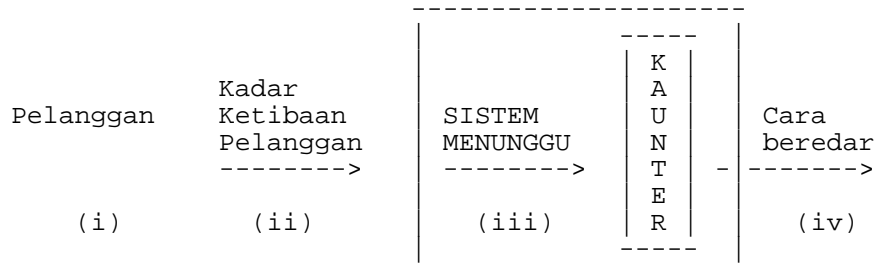 Pelanggan
Kadar
Ketibaan
Pelanggan
SISTEM
MENUNGGU
KAUNTER
Cara
beredar
(i)
(ii)
(iii)
(iv)